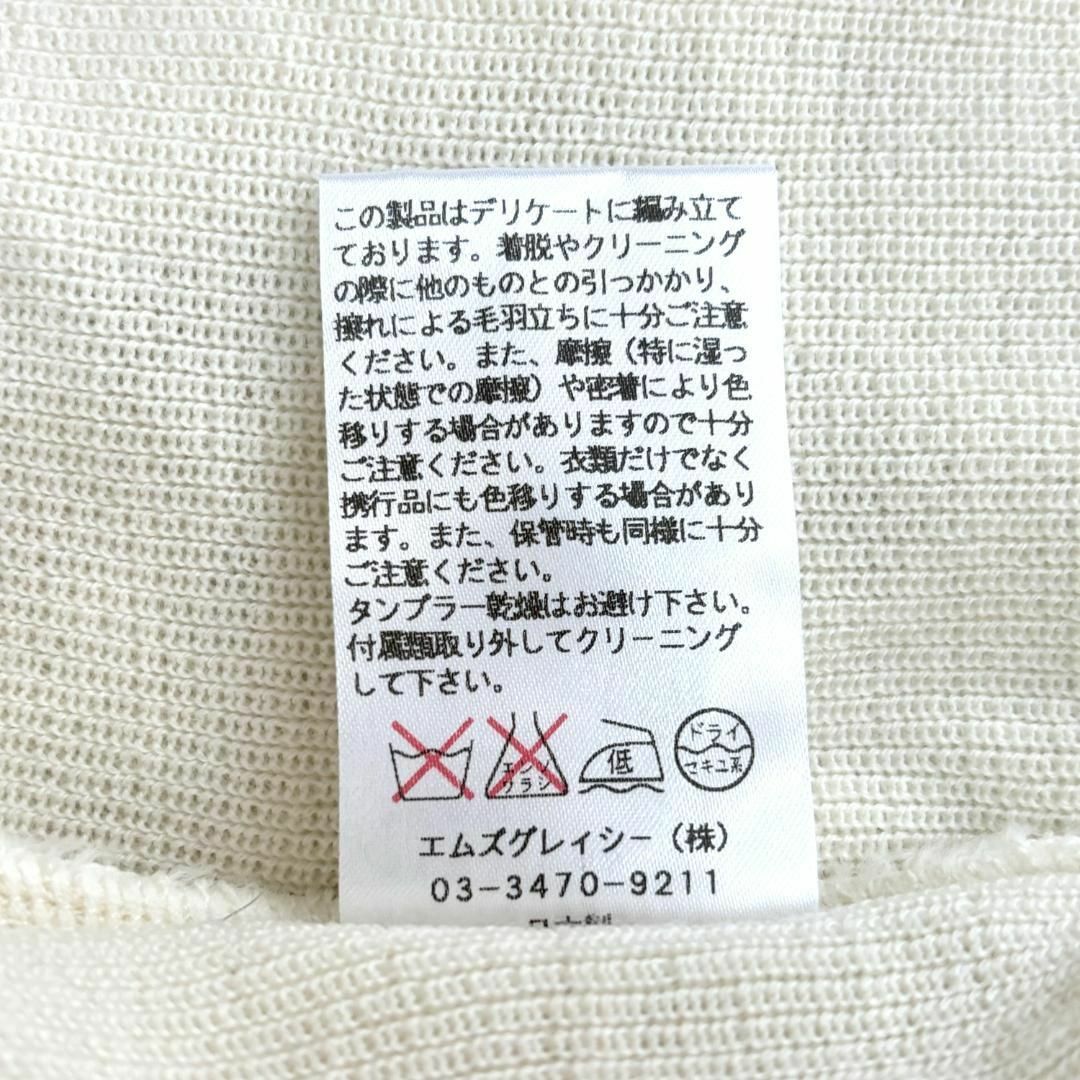 この製品はデリケートに編み立て
ております。着脱やクリーニング
の際に他のものとの引っかかり、
擦れによる毛羽立ちに十分ご注意
ください。また、摩擦（特に湿っ
た状態での摩擦）や密着により色
移りする場合がありますので十分
ご注意ください。衣類だけでなく
携行品にも色移りする場合があり
ます。また、保管時も同様に十分
ご注意ください。
タンブラー乾燥はお避け下さい。
付属類取り外してクリーニング
して下さい。
エンソ
サラシ
低
ドライ
セキユ系
エムズグレイシー（株）
03-3470-9211